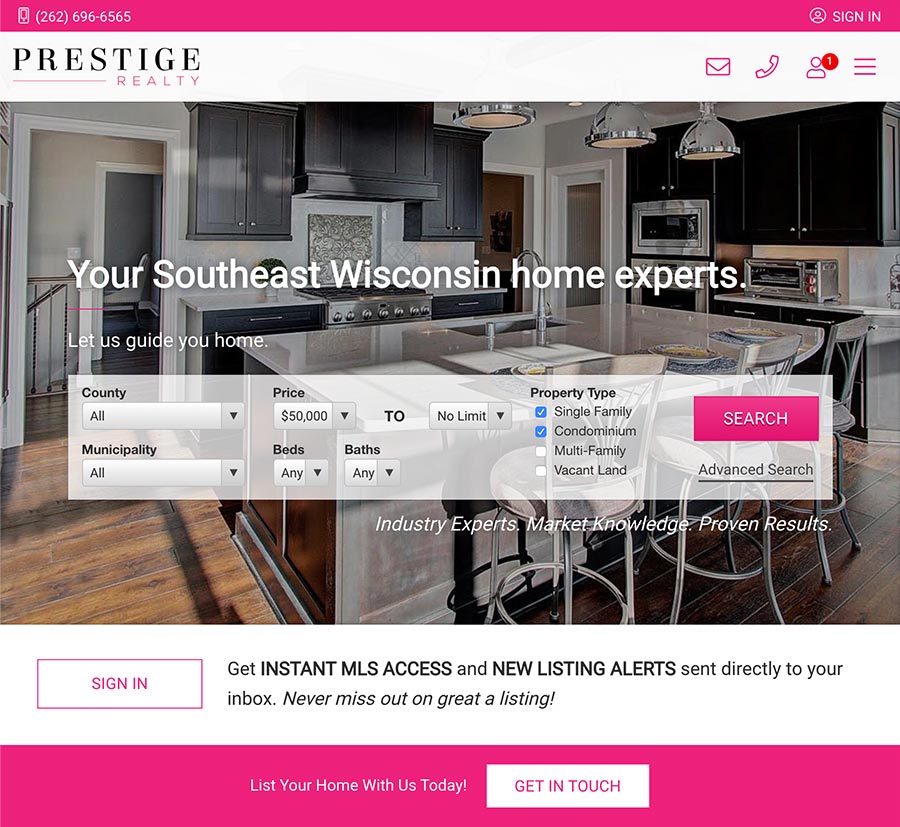 (262) 696-6565
SIGN IN
PRESTIGE
REALTY
1
Your Southeast Wisconsin home experts.
Let us guide you home.
County
Price
Property Type
All
$50,000
TO
No Limit
Single Family
Condominium
SEARCH
Municipality
Beds
Baths
Multi-Family
All
Any
Any
Vacant Land
Advanced Search
Industry Experts. Market Knowledge. Proven Results.
SIGN IN
Get INSTANT MLS ACCESS and NEW LISTING ALERTS sent directly to your
inbox. Never miss out on great a listing!
List Your Home With Us Today!
GET IN TOUCH